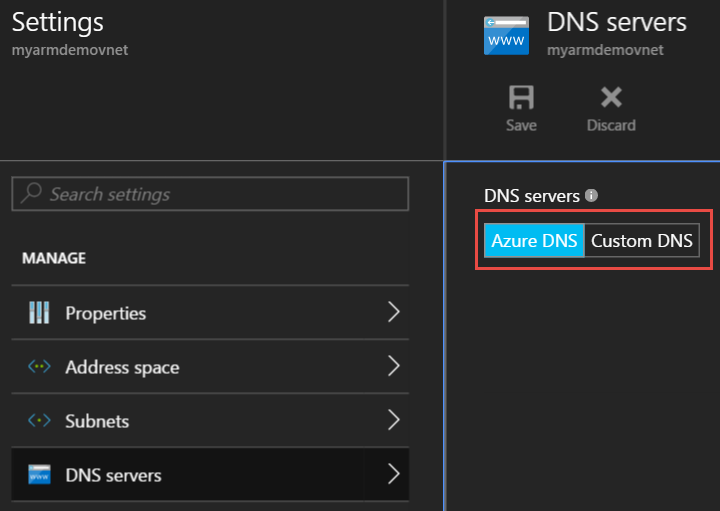 Settings
myarmdemovnet
Search settings
MANAGE
Properties
Address space
Subnets
DNS servers
WWW
DNS servers
myarmdemovnet
Save
Discard
DNS servers
Azure DNS
Custom DNS